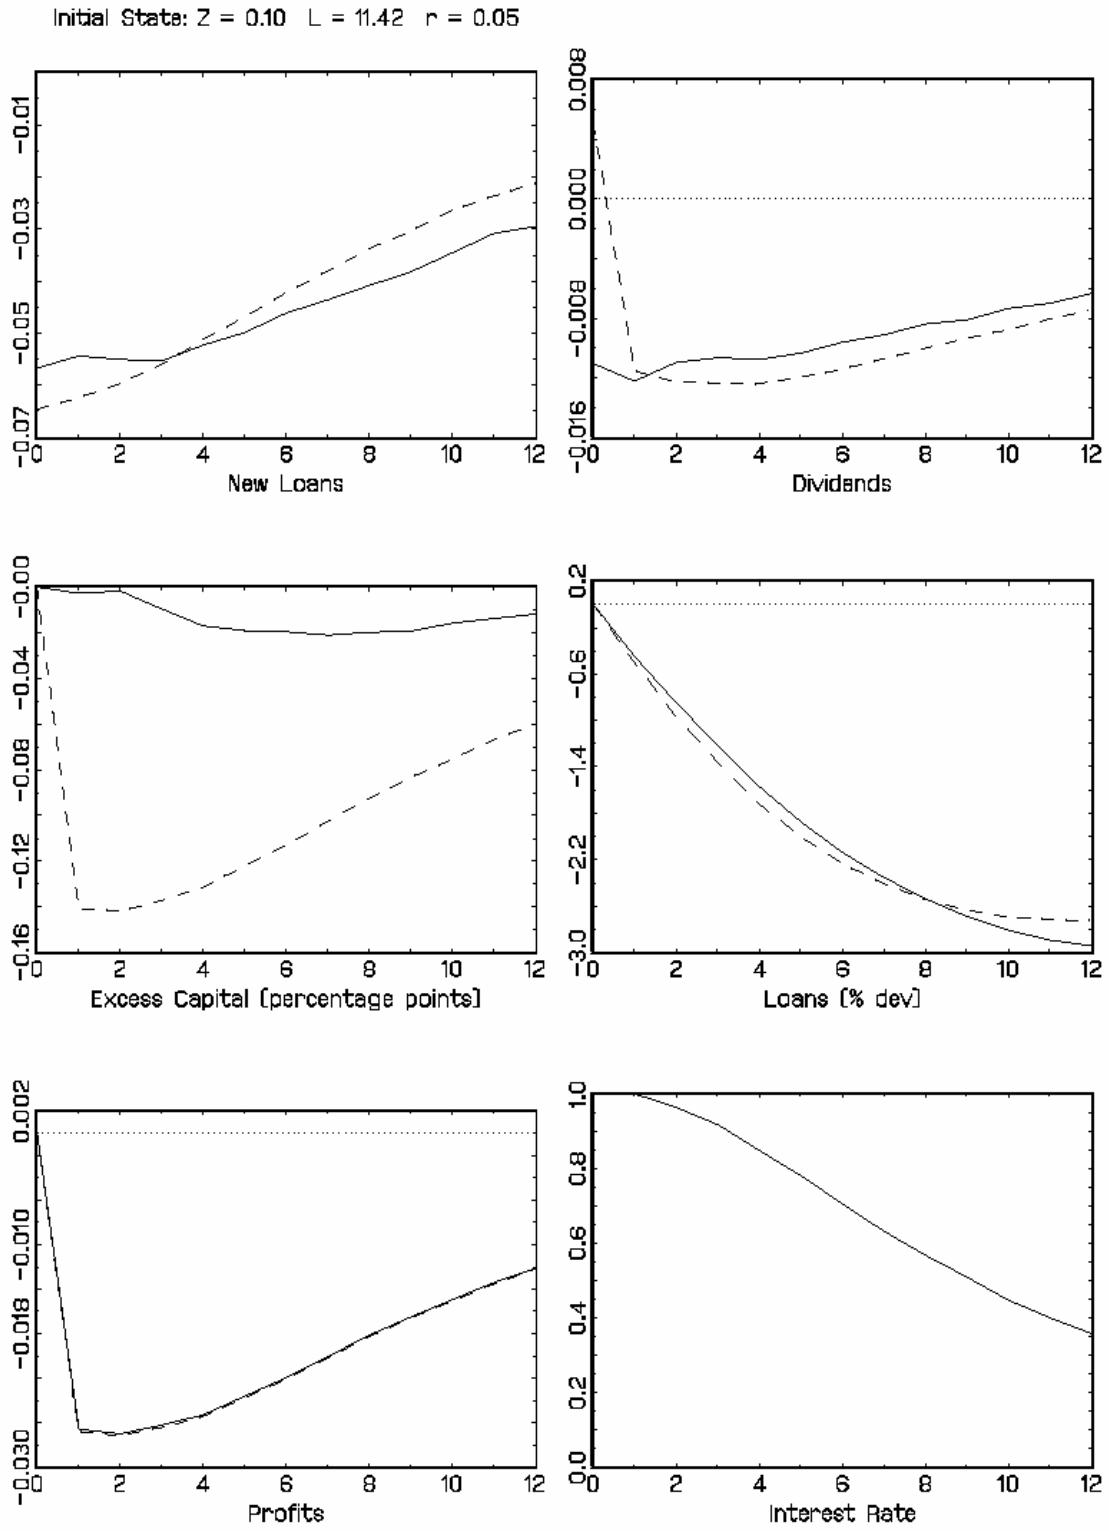 Initial State: Z = 0.10 L = 11.42 r = 0.05
-0.01
-0.03
-0.05
-0.07
0 2 4 6 8 10 12
New Loans
0.008
0.000
-0.008
-0.016
0 2 4 6 8 10 12
Dividends
-0.00
-0.04
-0.08
-0.12
-0.16
0 2 4 6 8 10 12
Excess Capital (percentage points)
0.2
-0.6
-1.4
-2.2
-3.0
0 2 4 6 8 10 12
Loans (% dev)
0.002
-0.010
-0.018
-0.030
0 2 4 6 8 10 12
Profits
1.0
0.8
0.6
0.4
0.2
0.0
0 2 4 6 8 10 12
Interest Rate